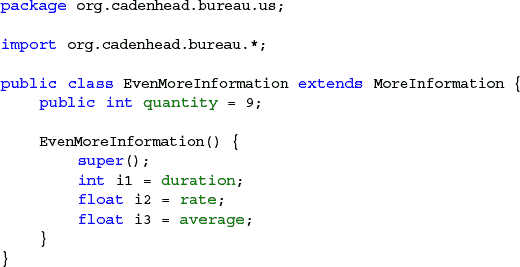 package org.cadenhead.bureau.us;
import org.cadenhead.bureau.*;
public class EvenMoreInformation extends MoreInformation {
public int quantity = 9;
EvenMoreInformation() {
super();
int i1 = duration;
float i2 = rate;
float i3 = average;
}
}